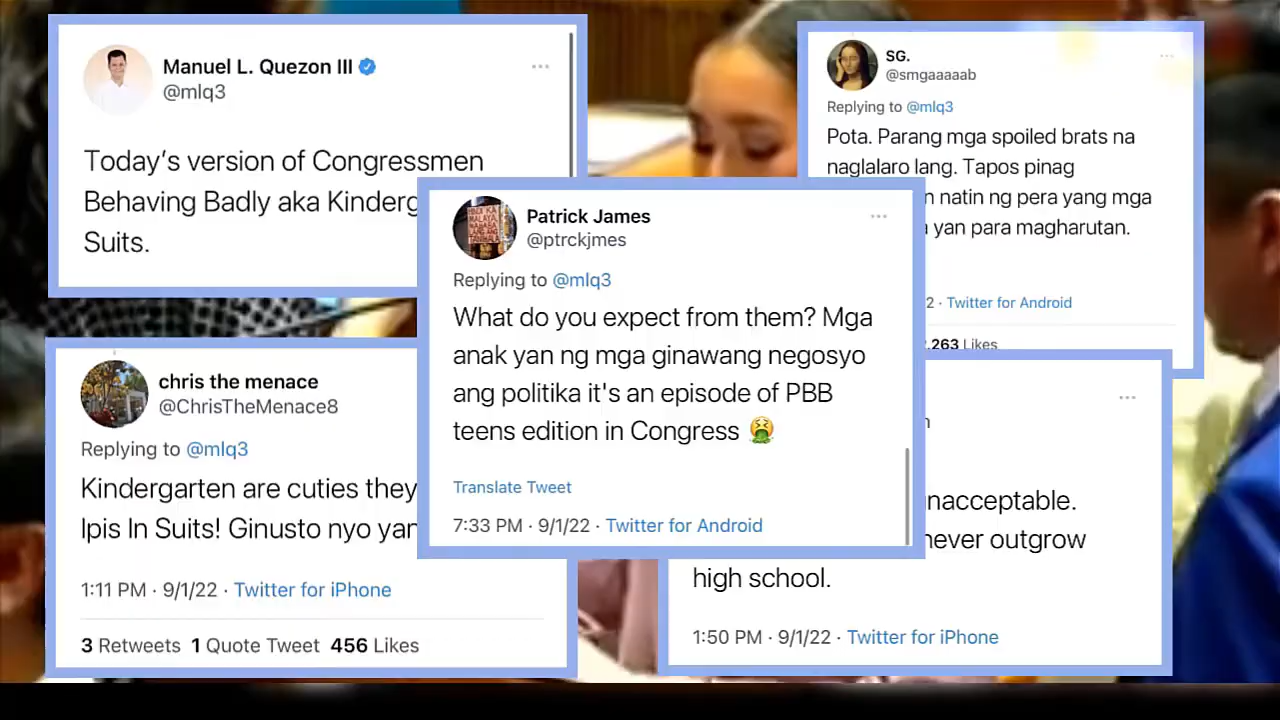 Manuel L. Quezon III
@mlq3
Today’s version of Congressmen
Behaving Badly aka Kinderg
Suits.
SG.
@smgaaaaab
Replying to @mlq3
Pota. Parang mga spoiled brats na
naglalaro lang. Tapos pinag
natin ng pera yang mga
yan para magharutan.
2 · Twitter for Android
.263 Likes
Patrick James
@ptrckjmes
Replying to @mlq3
What do you expect from them? Mga
anak yan ng mga ginawang negosyo
ang politika it's an episode of PBB
teens edition in Congress 🤮
Translate Tweet
7:33 PM · 9/1/22 · Twitter for Android
chris the menace
@ChrisTheMenace8
Replying to @mlq3
Kindergarten are cuties they
Ipis In Suits! Ginusto nyo yan
1:11 PM · 9/1/22 · Twitter for iPhone
3 Retweets 1 Quote Tweet 456 Likes
nacceptable.
never outgrow
high school.
1:50 PM · 9/1/22 · Twitter for iPhone